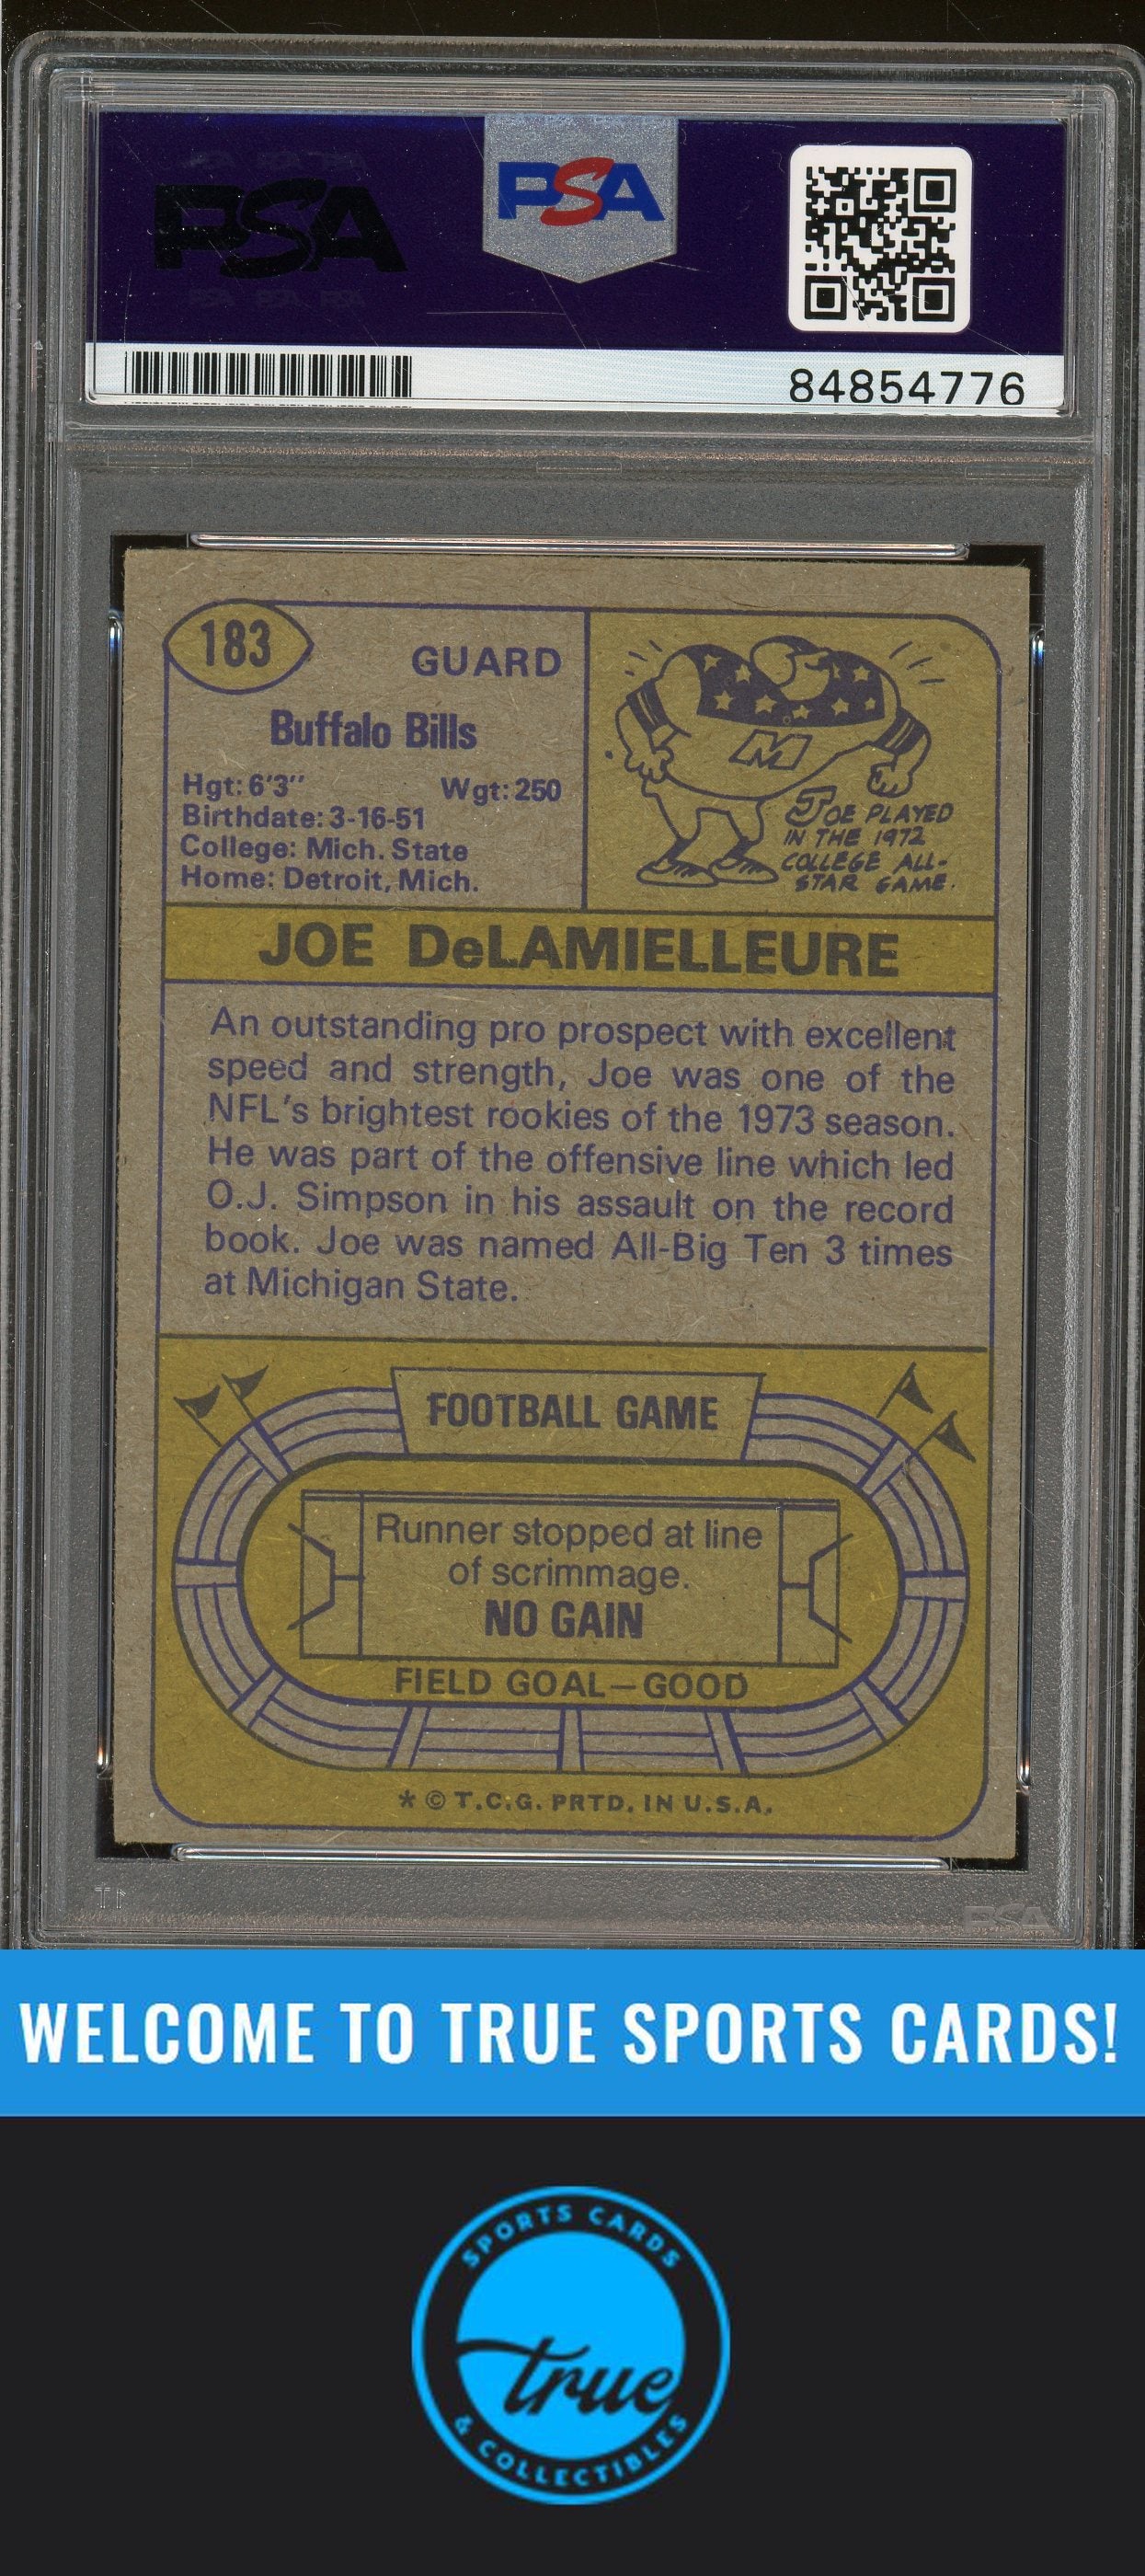 PSA
PSA
84854776
183
GUARD
Buffalo Bills
Hgt: 6'3"
Wgt: 250
Birthdate: 3-16-51
College: Mich. State
Home: Detroit, Mich.
M
JOE PLAYED
IN THE 1972
COLLEGE ALL-
STAR GAME.
JOE DeLAMIELLEURE
An outstanding pro prospect with excellent
speed and strength, Joe was one of the
NFL's brightest rookies of the 1973 season.
He was part of the offensive line which led
O.J. Simpson in his assault on the record
book. Joe was named All-Big Ten 3 times
at Michigan State.
FOOTBALL GAME
Runner stopped at line
of scrimmage.
NO GAIN
FIELD GOAL—GOOD
* © T.C.G. PRTD. IN U.S.A.
PSA
WELCOME TO TRUE SPORTS CARDS!
SPORTS CARDS
true
& COLLECTIBLES